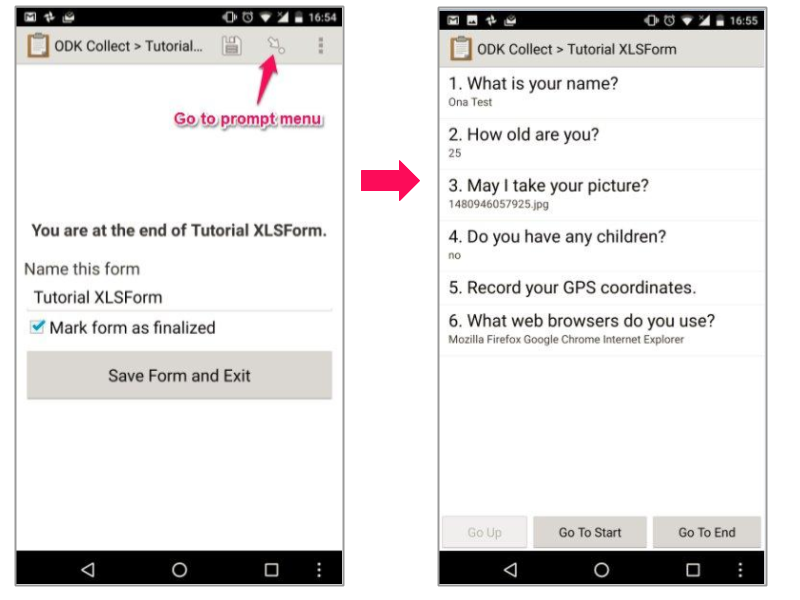 16:54
ODK Collect > Tutorial...
Go to prompt menu
You are at the end of Tutorial XLSForm.
Name this form
Tutorial XLSForm
Mark form as finalized
Save Form and Exit
16:55
ODK Collect > Tutorial XLSForm
1. What is your name?
Ona Test
2. How old are you?
25
3. May I take your picture?
1480946057925.jpg
4. Do you have any children?
no
5. Record your GPS coordinates.
6. What web browsers do you use?
Mozilla Firefox Google Chrome Internet Explorer
Go Up
Go To Start
Go To End